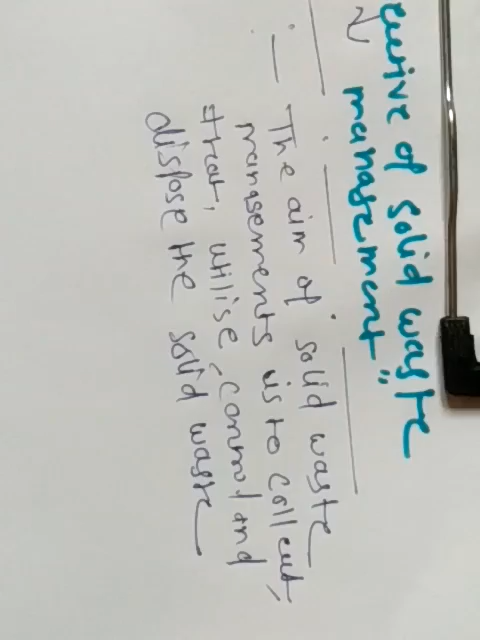 ective of solid waste
management"
:- The aim of solid waste
managements is to collect,
treat, utilise, control and
dispose the solid waste